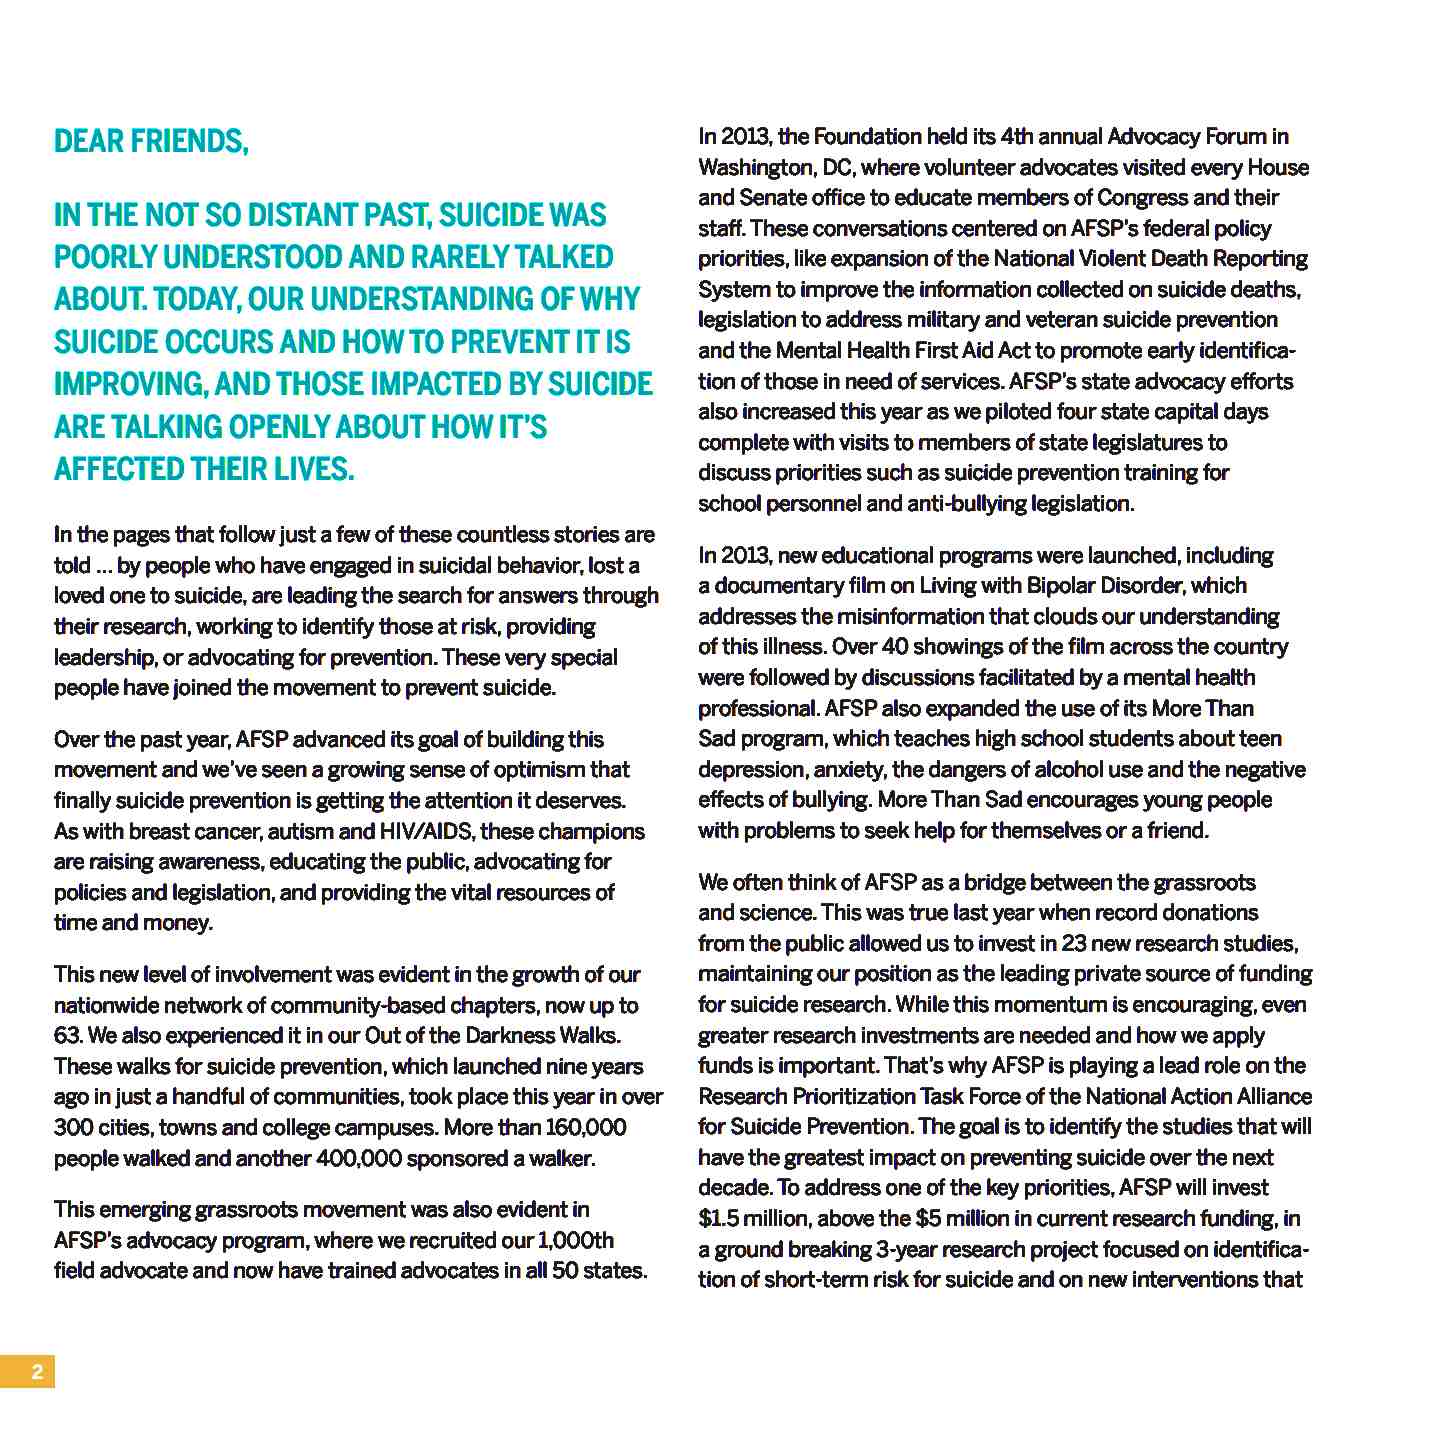 DEAR FRIENDS,
IN THE NOT SO DISTANT PAST, SUICIDE WAS
POORLY UNDERSTOOD AND RARELY TALKED
ABOUT. TODAY, OUR UNDERSTANDING OF WHY
SUICIDE OCCURS AND HOW TO PREVENT IT IS
IMPROVING, AND THOSE IMPACTED BY SUICIDE
ARE TALKING OPENLY ABOUT HOW IT'S
AFFECTED THEIR LIVES.
In the pages that follow just a few of these countless stories are
told ... by people who have engaged in suicidal behavior, lost a
loved one to suicide, are leading the search for answers through
their research, working to identify those at risk, providing
leadership, or advocating for prevention. These very special
people have joined the movement to prevent suicide.
Over the past year, AFSP advanced its goal of building this
movement and we've seen a growing sense of optimism that
finally suicide prevention is getting the attention it deserves.
As with breast cancer, autism and HIV/AIDS, these champions
are raising awareness, educating the public, advocating for
policies and legislation, and providing the vital resources of
time and money.
This new level of involvement was evident in the growth of our
nationwide network of community-based chapters, now up to
63. We also experienced it in our Out of the Darkness Walks.
These walks for suicide prevention, which launched nine years
ago in just a handful of communities, took place this year in over
300 cities, towns and college campuses. More than 160,000
people walked and another 400,000 sponsored a walker.
This emerging grassroots movement was also evident in
AFSP's advocacy program, where we recruited our 1,000th
field advocate and now have trained advocates in all 50 states.
In 2013, the Foundation held its 4th annual Advocacy Forum in
Washington, DC, where volunteer advocates visited every House
and Senate office to educate members of Congress and their
staff. These conversations centered on AFSP's federal policy
priorities, like expansion of the National Violent Death Reporting
System to improve the information collected on suicide deaths,
legislation to address military and veteran suicide prevention
and the Mental Health First Aid Act to promote early identifica-
tion of those in need of services. AFSP's state advocacy efforts
also increased this year as we piloted four state capital days
complete with visits to members of state legislatures to
discuss priorities such as suicide prevention training for
school personnel and anti-bullying legislation.
In 2013, new educational programs were launched, including
a documentary film on Living with Bipolar Disorder, which
addresses the misinformation that clouds our understanding
of this illness. Over 40 showings of the film across the country
were followed by discussions facilitated by a mental health
professional. AFSP also expanded the use of its More Than
Sad program, which teaches high school students about teen
depression, anxiety, the dangers of alcohol use and the negative
effects of bullying. More Than Sad encourages young people
with problems to seek help for themselves or a friend.
We often think of AFSP as a bridge between the grassroots
and science. This was true last year when record donations
from the public allowed us to invest in 23 new research studies,
maintaining our position as the leading private source of funding
for suicide research. While this momentum is encouraging, even
greater research investments are needed and how we apply
funds is important. That's why AFSP is playing a lead role on the
Research Prioritization Task Force of the National Action Alliance
for Suicide Prevention. The goal is to identify the studies that will
have the greatest impact on preventing suicide over the next
decade. To address one of the key priorities, AFSP will invest
$1.5 million, above the $5 million in current research funding, in
a ground breaking 3-year research project focused on identifica-
tion of short-term risk for suicide and on new interventions that
2